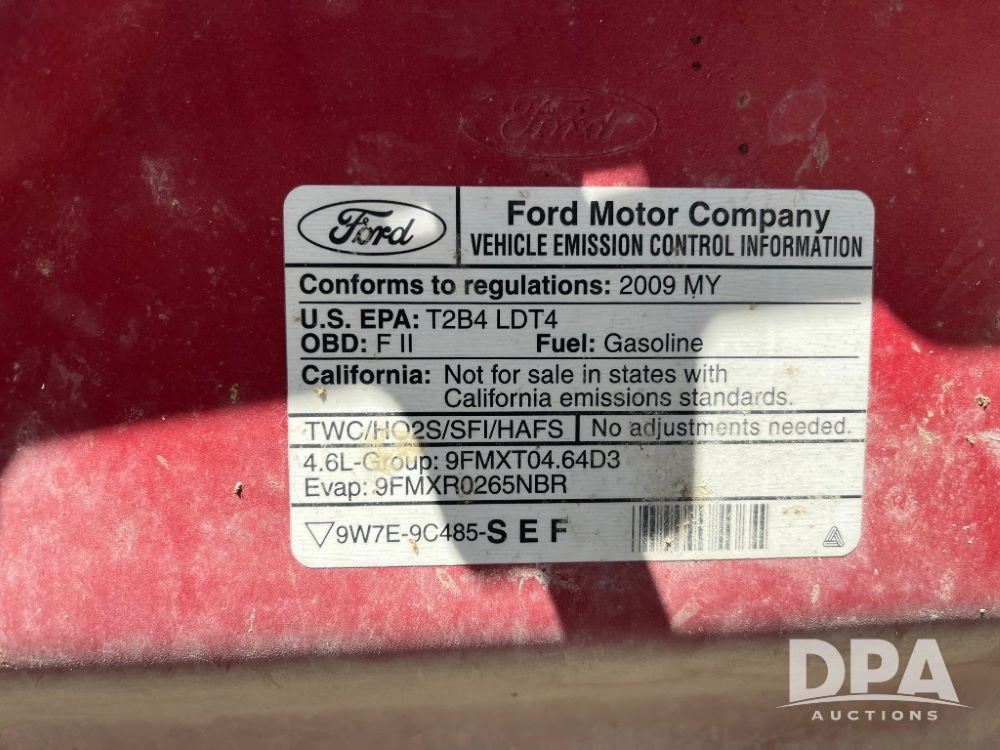 Ford
Ford
Ford Motor Company
VEHICLE EMISSION CONTROL INFORMATION
Conforms to regulations: 2009 MY
U.S. EPA: T2B4 LDT4
OBD: F II Fuel: Gasoline
California: Not for sale in states with
California emissions standards.
TWC/HO2S/SFI/HAFS No adjustments needed.
4.6L-Group: 9FMXT04.64D3
Evap: 9FMXR0265NBR
▽9W7E-9C485-S E F
DPA
AUCTIONS